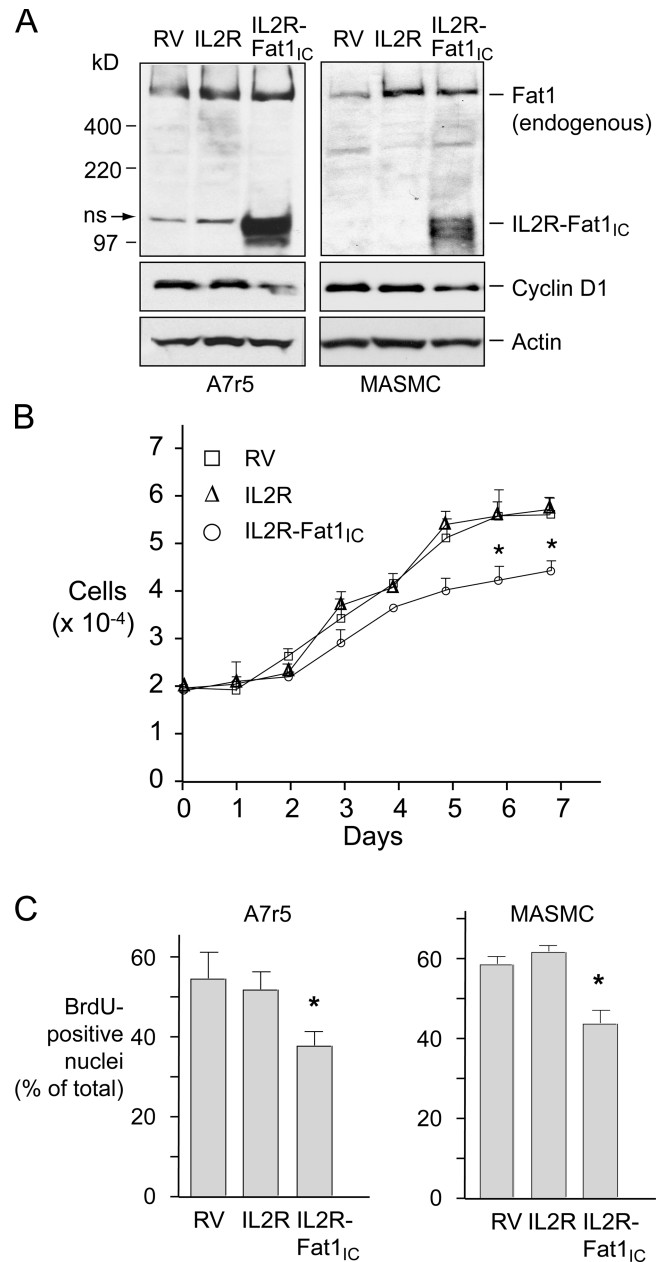 A
RV IL2R IL2R-Fat1IC RV IL2R IL2R-Fat1IC
kD
400
220
ns
97
Fat1
(endogenous)
IL2R-Fat1IC
Cyclin D1
Actin
A7r5 MASMC
B
7
6
5
4
3
2
1
0
RV
IL2R
IL2R-Fat1IC
* *
Cells
(x 10-4)
0 1 2 3 4 5 6 7
Days
C
A7r5 MASMC
BrdU-
positive
nuclei
(% of total)
60
40
20
0
*
RV IL2R IL2R-
Fat1IC
60
40
20
0
*
RV IL2R IL2R-
Fat1IC